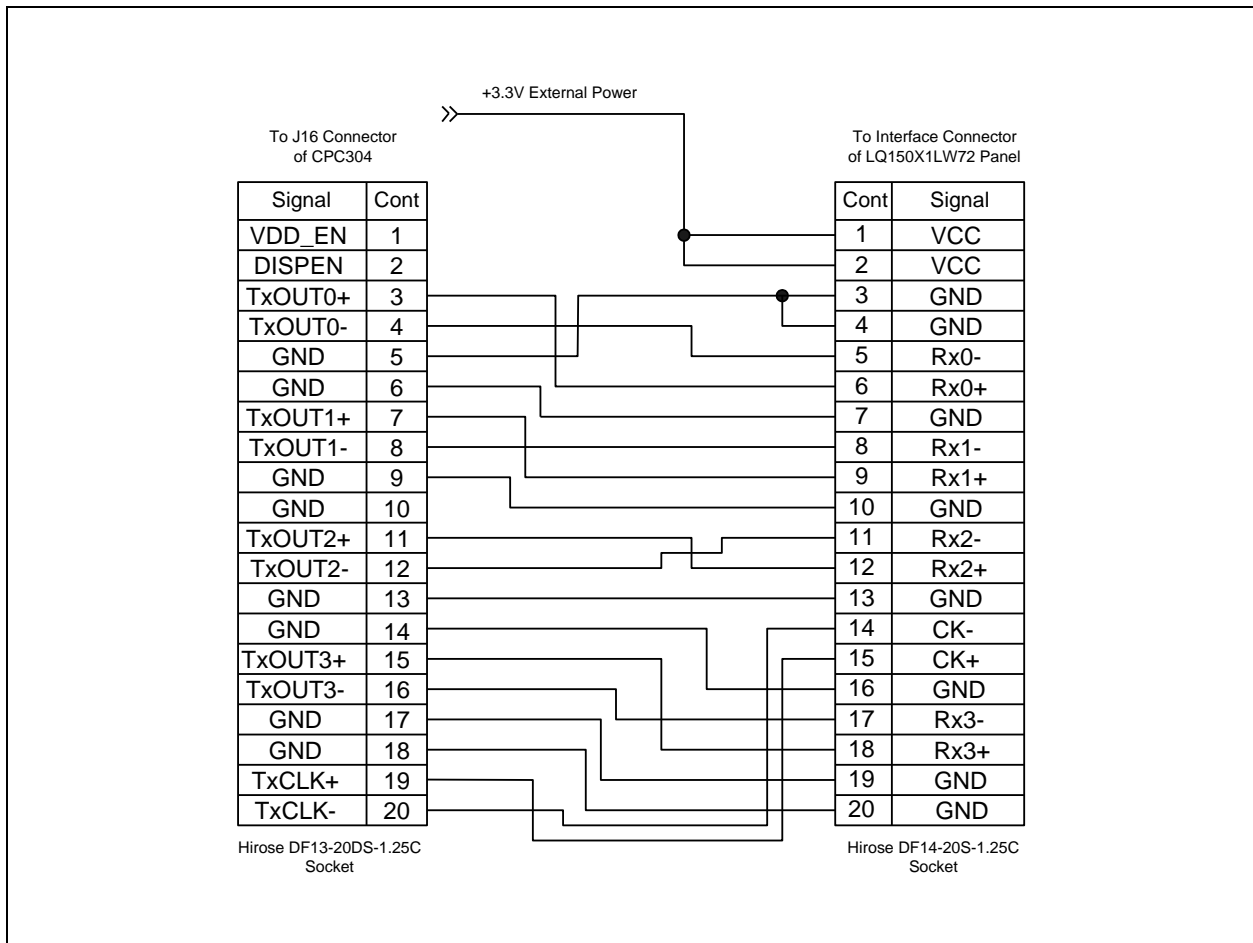 +3.3V External Power
To J16 Connector
of CPC304
Signal Cont
VDD_EN 1
DISPEN 2
TxOUT0+ 3
TxOUT0- 4
GND 5
GND 6
TxOUT1+ 7
TxOUT1- 8
GND 9
GND 10
TxOUT2+ 11
TxOUT2- 12
GND 13
GND 14
TxOUT3+ 15
TxOUT3- 16
GND 17
GND 18
TxCLK+ 19
TxCLK- 20
Hirose DF13-20DS-1.25C
Socket
To Interface Connector
of LQ150X1LW72 Panel
Cont Signal
1 VCC
2 VCC
3 GND
4 GND
5 Rx0-
6 Rx0+
7 GND
8 Rx1-
9 Rx1+
10 GND
11 Rx2-
12 Rx2+
13 GND
14 CK-
15 CK+
16 GND
17 Rx3-
18 Rx3+
19 GND
20 GND
Hirose DF14-20S-1.25C
Socket